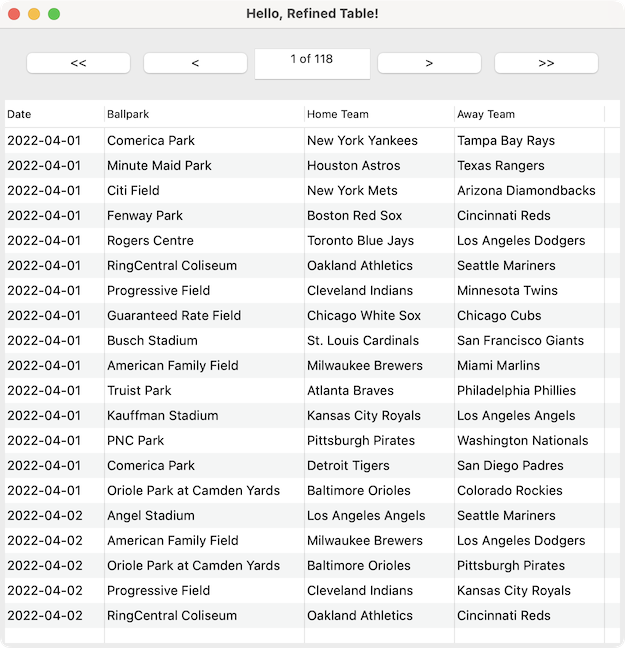 Hello, Refined Table!
<< < 1 of 118 > >>
Date Ballpark Home Team Away Team
2022-04-01 Comerica Park New York Yankees Tampa Bay Rays
2022-04-01 Minute Maid Park Houston Astros Texas Rangers
2022-04-01 Citi Field New York Mets Arizona Diamondbacks
2022-04-01 Fenway Park Boston Red Sox Cincinnati Reds
2022-04-01 Rogers Centre Toronto Blue Jays Los Angeles Dodgers
2022-04-01 RingCentral Coliseum Oakland Athletics Seattle Mariners
2022-04-01 Progressive Field Cleveland Indians Minnesota Twins
2022-04-01 Guaranteed Rate Field Chicago White Sox Chicago Cubs
2022-04-01 Busch Stadium St. Louis Cardinals San Francisco Giants
2022-04-01 American Family Field Milwaukee Brewers Miami Marlins
2022-04-01 Truist Park Atlanta Braves Philadelphia Phillies
2022-04-01 Kauffman Stadium Kansas City Royals Los Angeles Angels
2022-04-01 PNC Park Pittsburgh Pirates Washington Nationals
2022-04-01 Comerica Park Detroit Tigers San Diego Padres
2022-04-01 Oriole Park at Camden Yards Baltimore Orioles Colorado Rockies
2022-04-02 Angel Stadium Los Angeles Angels Seattle Mariners
2022-04-02 American Family Field Milwaukee Brewers Los Angeles Dodgers
2022-04-02 Oriole Park at Camden Yards Baltimore Orioles Pittsburgh Pirates
2022-04-02 Progressive Field Cleveland Indians Kansas City Royals
2022-04-02 RingCentral Coliseum Oakland Athletics Cincinnati Reds